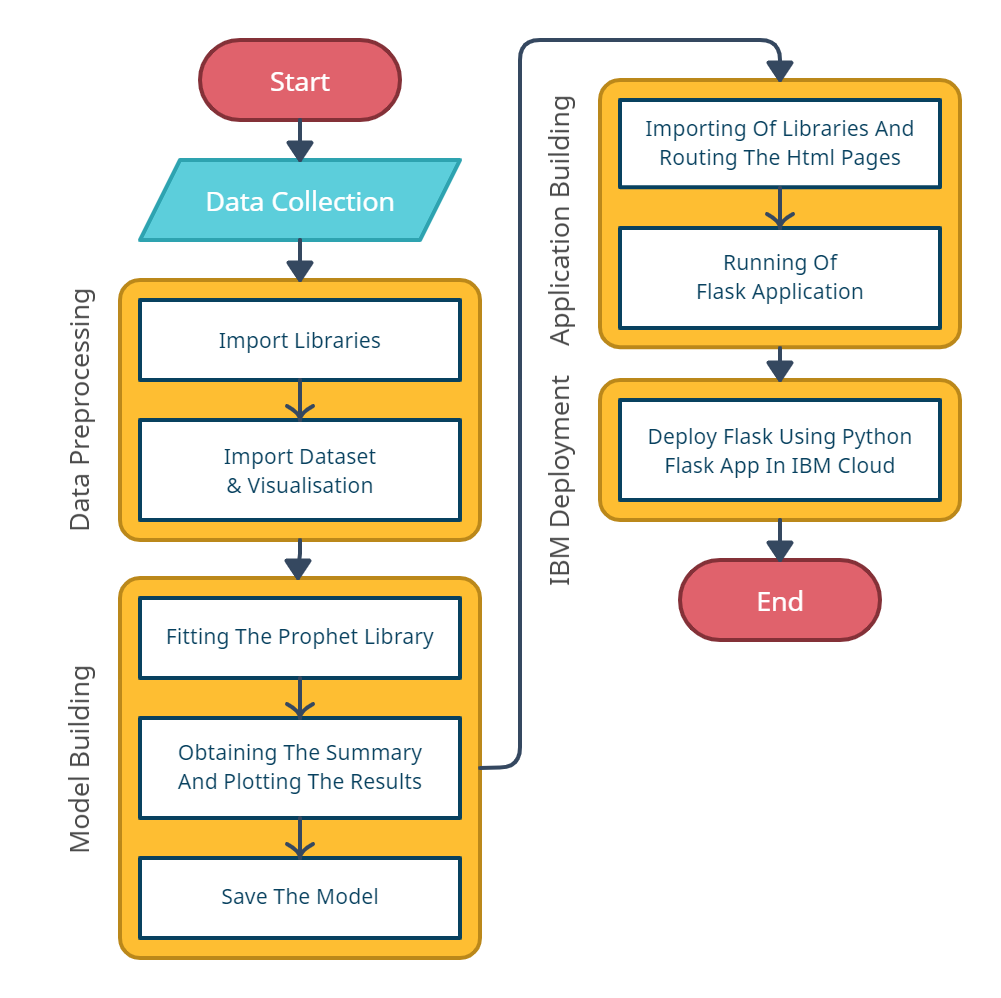 Start
Data Collection
Data Preprocessing
Import Libraries
Import Dataset
& Visualisation
Model Building
Fitting The Prophet Library
Obtaining The Summary
And Plotting The Results
Save The Model
Application Building
Importing Of Libraries And
Routing The Html Pages
Running Of
Flask Application
IBM Deployment
Deploy Flask Using Python
Flask App In IBM Cloud
End